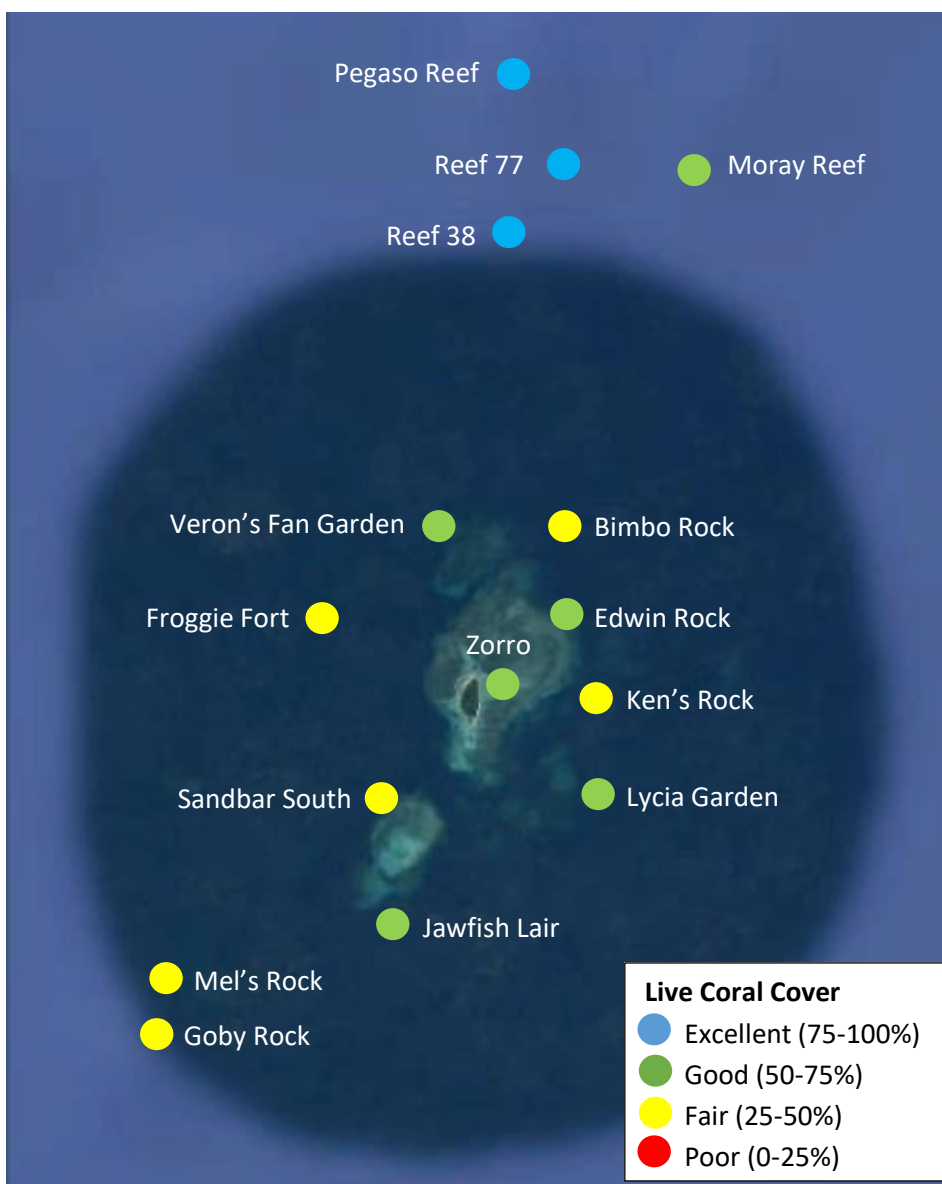 Pegaso Reef
Reef 77
Moray Reef
Reef 38
Veron’s Fan Garden
Bimbo Rock
Froggie Fort
Edwin Rock
Zorro
Ken’s Rock
Sandbar South
Lycia Garden
Jawfish Lair
Mel’s Rock
Goby Rock
Live Coral Cover
Excellent (75-100%)
Good (50-75%)
Fair (25-50%)
Poor (0-25%)